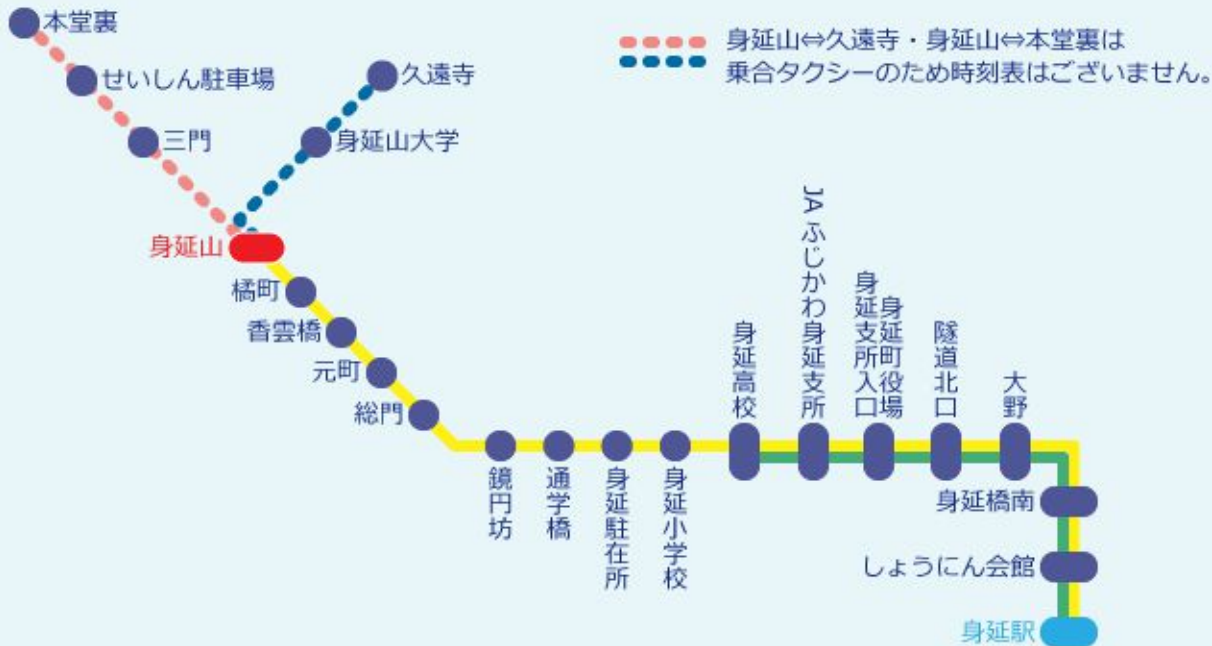 本堂裏
せいしん駐車場
三門
久遠寺
身延山大学
身延山⇔久遠寺・身延山⇔本堂裏は
乗合タクシーのため時刻表はございません。
身延山
橘町
香雲橋
元町
総門
鏡円坊
通学橋
身延駐在所
身延小学校
身延高校
JAふじかわ身延支所
身延町役場
身延支所入口
隧道北口
大野
身延橋南
しょうにん会館
身延駅